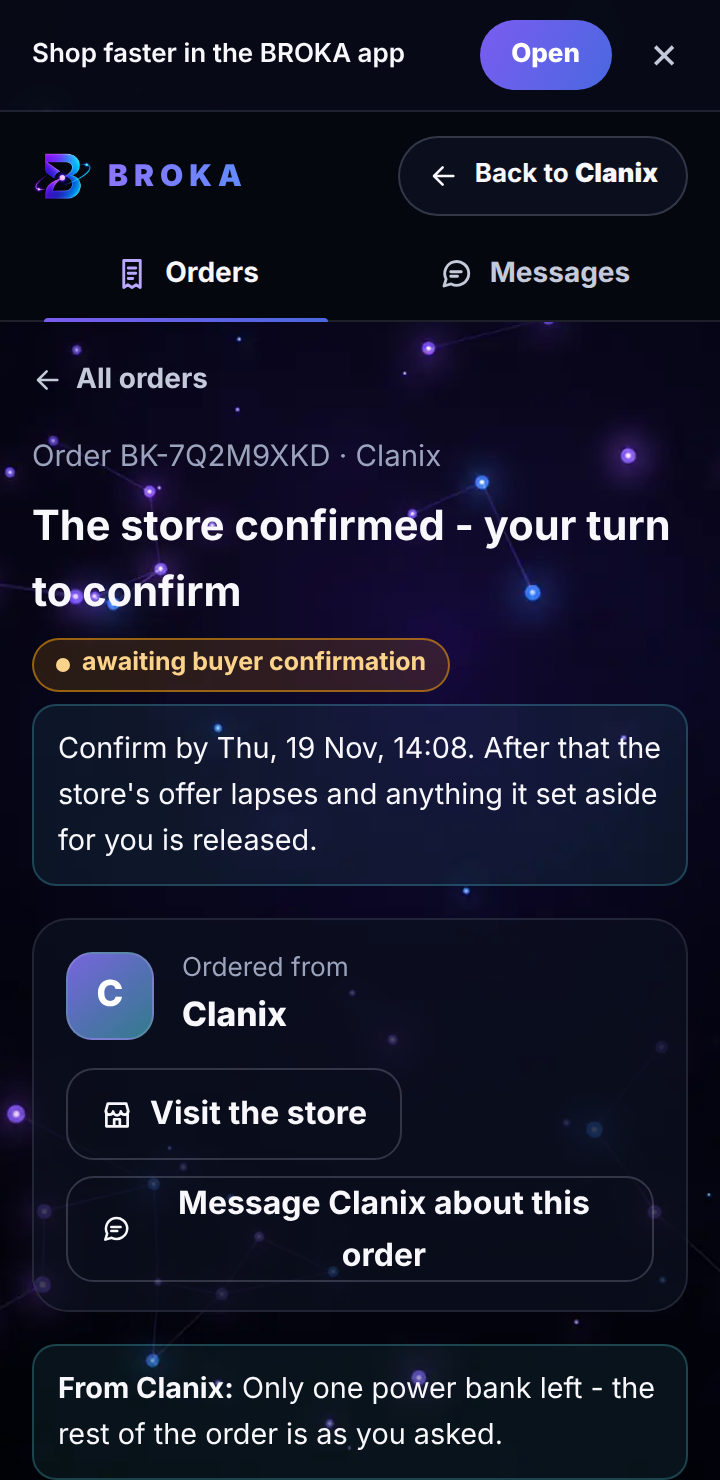 Shop faster in the BROKA app
Open
BROKA
← Back to Clanix
Orders
Messages
← All orders
Order BK-7Q2M9XKD · Clanix
The store confirmed - your turn
to confirm
awaiting buyer confirmation
Confirm by Thu, 19 Nov, 14:08. After that the
store's offer lapses and anything it set aside
for you is released.
C
Ordered from
Clanix
Visit the store
Message Clanix about this
order
From Clanix: Only one power bank left - the
rest of the order is as you asked.